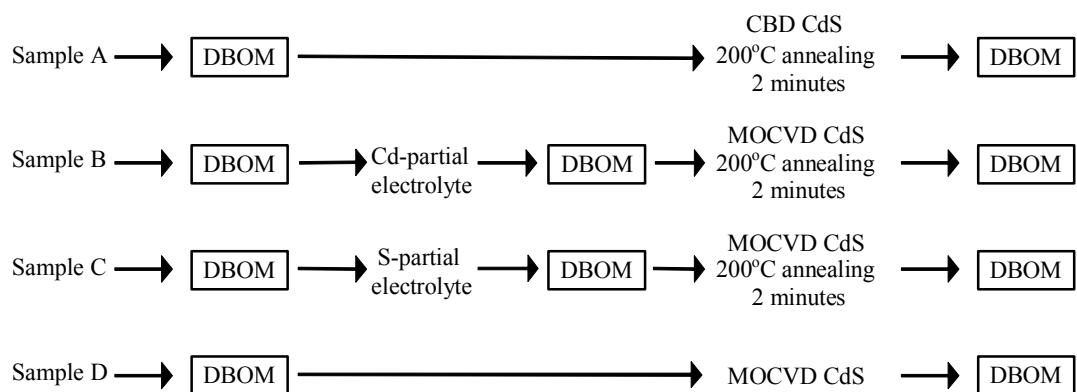 Sample A DBOM CBD CdS
200°C annealing
2 minutes DBOM
Sample B DBOM Cd-partial
electrolyte DBOM MOCVD CdS
200°C annealing
2 minutes DBOM
Sample C DBOM S-partial
electrolyte DBOM MOCVD CdS
200°C annealing
2 minutes DBOM
Sample D DBOM MOCVD CdS DBOM